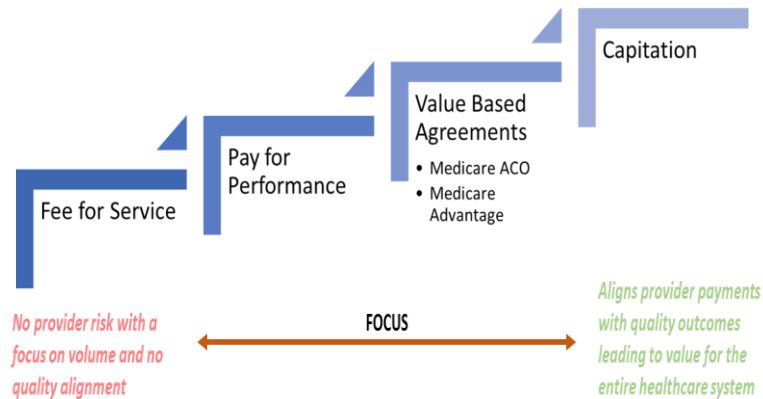 Capitation
Value Based
Agreements
• Medicare ACO
• Medicare
Advantage
Pay for
Performance
Fee for Service
No provider risk with a
focus on volume and no
quality alignment
FOCUS
Aligns provider payments
with quality outcomes
leading to value for the
entire healthcare system